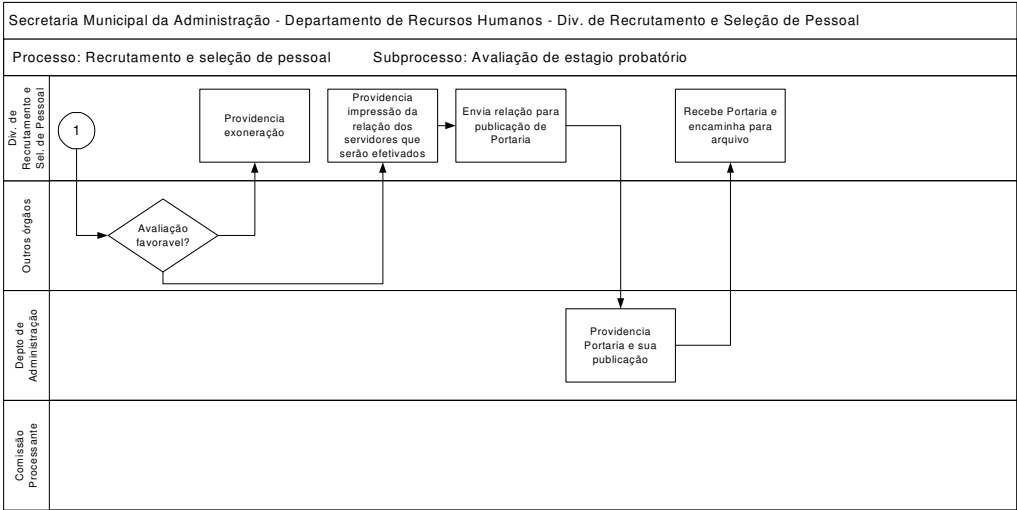 Secretaria Municipal da Administração - Departamento de Recursos Humanos - Div. de Recrutamento e Seleção de Pessoal
Processo: Recrutamento e seleção de pessoal Subprocesso: Avaliação de estagio probatório
Div. de
Recrutamento e
Sel. de Pessoal
1
Providencia
exoneração
Providencia
impressão da
relação dos
servidores que
serão efetivados
Envia relação para
publicação de
Portaria
Recebe Portaria e
encaminha para
arquivo
Outros órgãos
Avaliação
favoravel?
Depto de
Administração
Providencia
Portaria e sua
publicação
Comissão
Processante